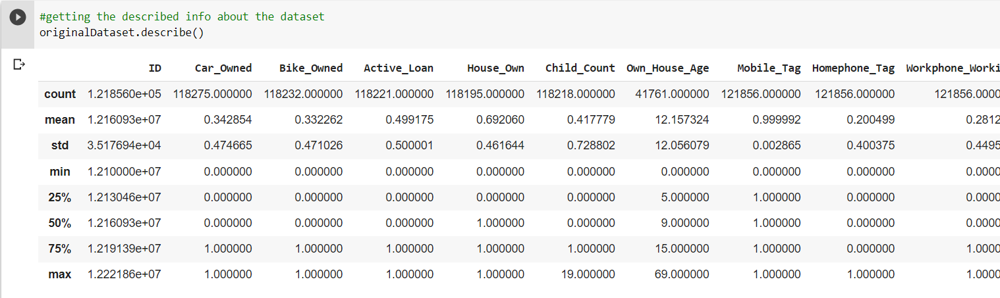 #getting the described info about the dataset
originalDataset.describe()
ID Car_Owned Bike_Owned Active_Loan House_Own Child_Count Own_House_Age Mobile_Tag Homephone_Tag Workphone_Worki
count 1.218560e+05 118275.000000 118232.000000 118221.000000 118195.000000 118218.000000 41761.000000 121856.000000 121856.000000 121856.0000
mean 1.216093e+07 0.342854 0.332262 0.499175 0.692060 0.417779 12.157324 0.999992 0.200499 0.2812
std 3.517694e+04 0.474665 0.471026 0.500001 0.461644 0.728802 12.056079 0.002865 0.400375 0.4495
min 1.210000e+07 0.000000 0.000000 0.000000 0.000000 0.000000 0.000000 0.000000 0.000000 0.0000
25% 1.213046e+07 0.000000 0.000000 0.000000 0.000000 0.000000 5.000000 1.000000 0.000000 0.0000
50% 1.216093e+07 0.000000 0.000000 0.000000 1.000000 0.000000 9.000000 1.000000 0.000000 0.0000
75% 1.219139e+07 1.000000 1.000000 1.000000 1.000000 1.000000 15.000000 1.000000 0.000000 1.0000
max 1.222186e+07 1.000000 1.000000 1.000000 1.000000 19.000000 69.000000 1.000000 1.000000 1.0000